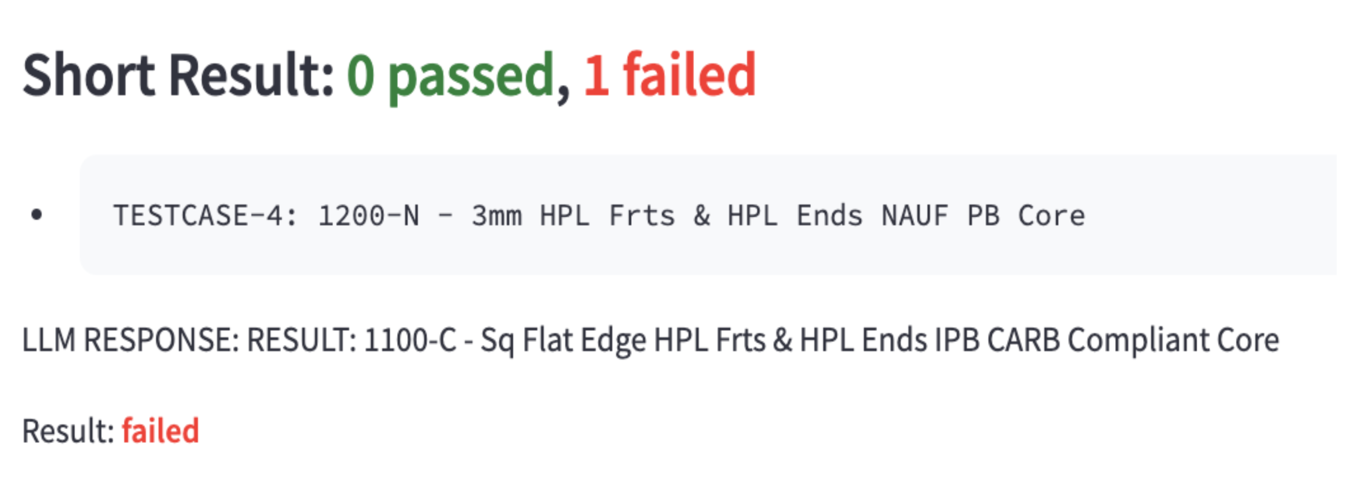 Short Result: 0 passed, 1 failed
TESTCASE-4: 1200-N - 3mm HPL Frts & HPL Ends NAUF PB Core
LLM RESPONSE: RESULT: 1100-C - Sq Flat Edge HPL Frts & HPL Ends IPB CARB Compliant Core
Result: failed